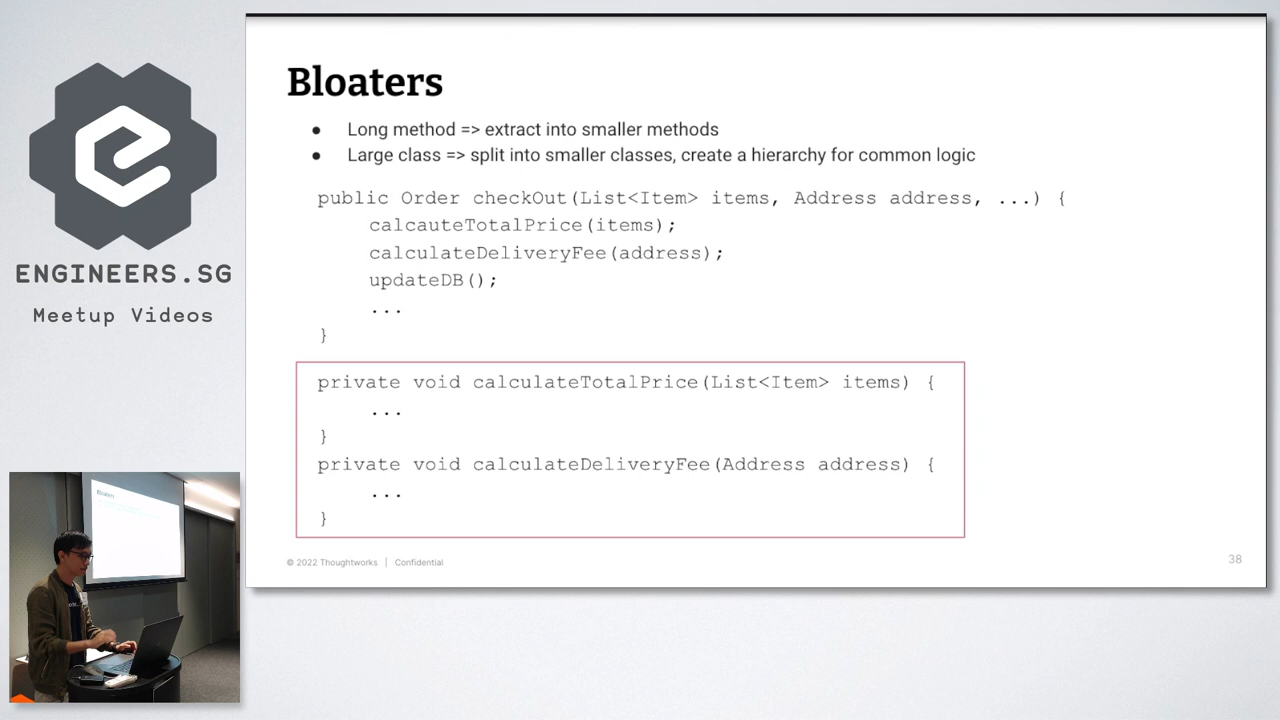 ENGINEERS.SG
Meetup Videos
Bloaters
● Long method => extract into smaller methods
● Large class => split into smaller classes, create a hierarchy for common logic
public Order checkOut(List<Item> items, Address address, ...) {
calcauteTotalPrice(items);
calculateDeliveryFee(address);
updateDB();
...
}
private void calculateTotalPrice(List<Item> items) {
...
}
private void calculateDeliveryFee(Address address) {
...
}
© 2022 Thoughtworks | Confidential
38
Bloaters